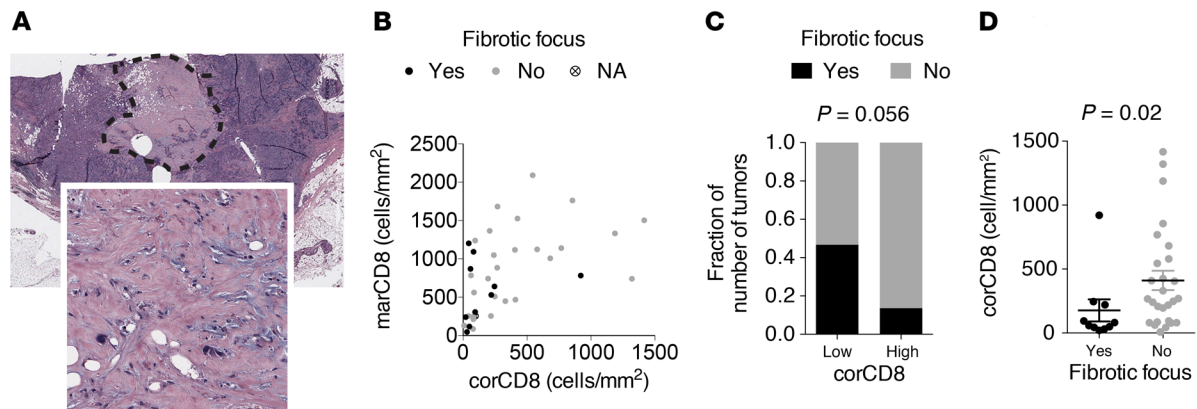 A
B
Fibrotic focus
Yes No NA
marCD8 (cells/mm2)
2500
2000
1500
1000
500
0
0 500 1000 1500
corCD8 (cells/mm2)
C
Fibrotic focus
Yes No
P = 0.056
Fraction of
number of tumors
1.0
0.8
0.6
0.4
0.2
0.0
Low High
corCD8
D
P = 0.02
corCD8 (cell/mm2)
1500
1000
500
0
Yes No
Fibrotic focus